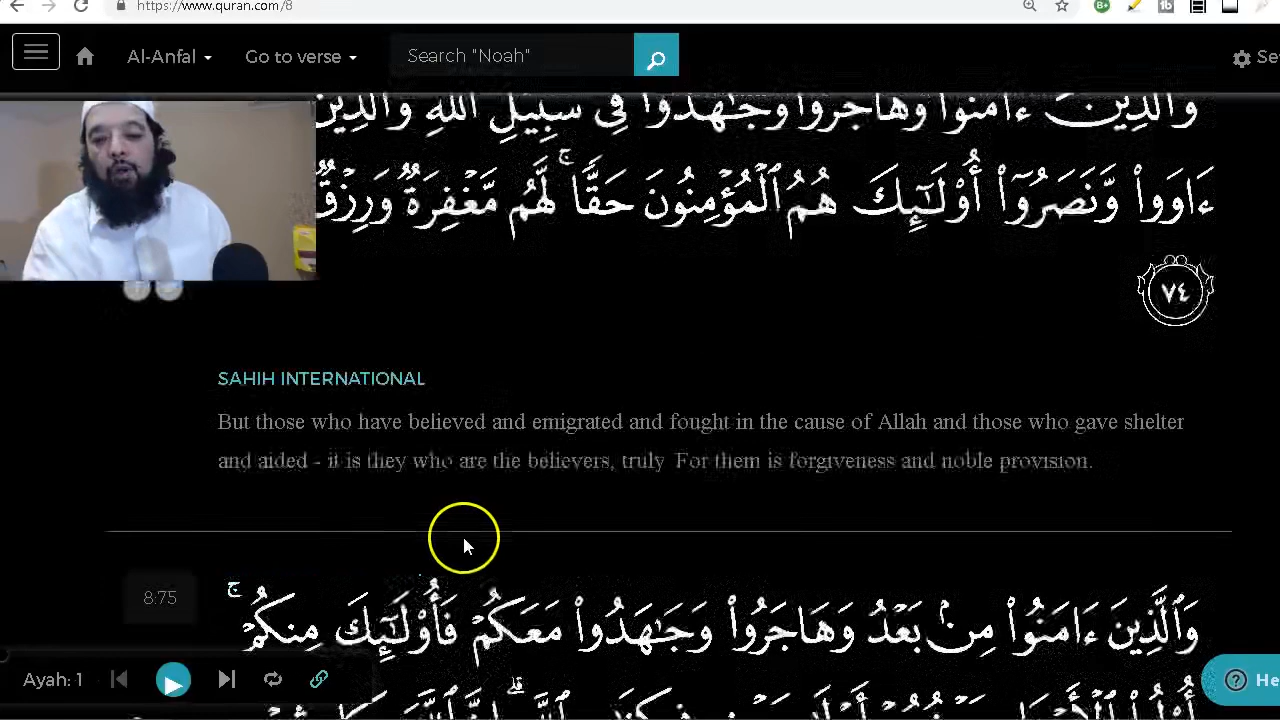 https://www.quran.com/8
Al-Anfal
Go to verse
Search "Noah"
وَٱلَّذِينَ ءَامَنُوا۟ وَهَاجَرُوا۟ وَجَـٰهَدُوا۟ فِى سَبِيلِ ٱللَّهِ وَٱلَّذِينَ
ءَاوَوا۟ وَّنَصَرُوٓا۟ أُو۟لَـٰٓئِكَ هُمُ ٱلْمُؤْمِنُونَ حَقًّا ۚ لَّهُم مَّغْفِرَةٌ وَرِزْقٌ
٧٤
SAHIH INTERNATIONAL
But those who have believed and emigrated and fought in the cause of Allah and those who gave shelter
and aided - it is they who are the believers, truly For them is forgiveness and noble provision.
8:75
وَٱلَّذِينَ ءَامَنُوا۟ مِنۢ بَعْدُ وَهَاجَرُوا۟ وَجَـٰهَدُوا۟ مَعَكُمْ فَأُو۟لَـٰٓئِكَ مِنكُمْ ۚ
Ayah: 1